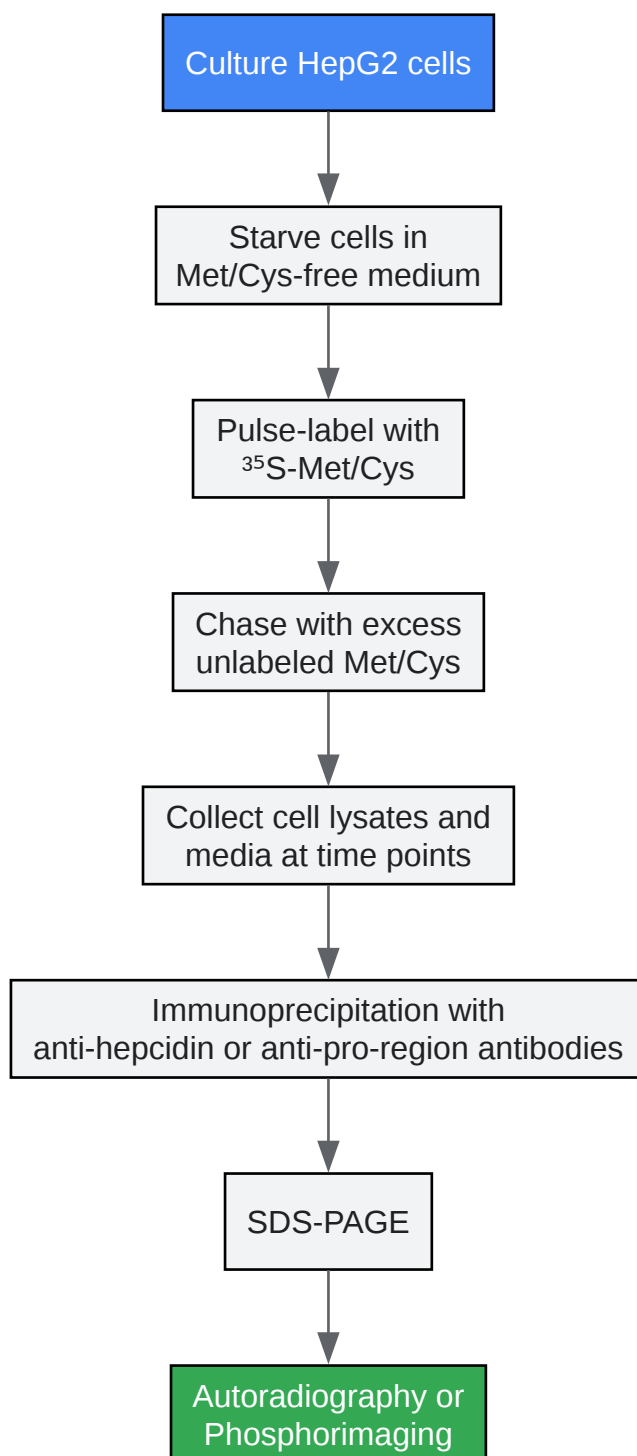 Culture HepG2 cells
Starve cells in
Met/Cys-free medium
Pulse-label with
³⁵S-Met/Cys
Chase with excess
unlabeled Met/Cys
Collect cell lysates and
media at time points
Immunoprecipitation with
anti-hepcidin or anti-pro-region antibodies
SDS-PAGE
Autoradiography or
Phosphorimaging